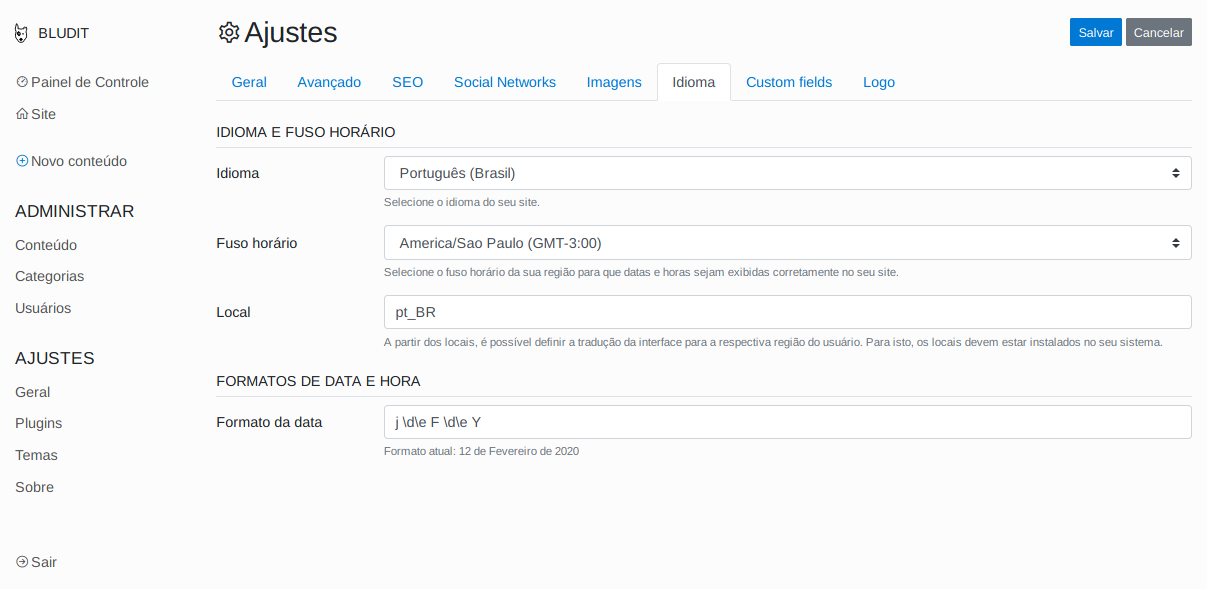 BLUDIT
Painel de Controle
Site
Novo conteúdo
ADMINISTRAR
Conteúdo
Categorias
Usuários
AJUSTES
Geral
Plugins
Temas
Sobre
Sair
Ajustes
Salvar Cancelar
Geral Avançado SEO Social Networks Imagens Idioma Custom fields Logo
IDIOMA E FUSO HORÁRIO
Idioma Português (Brasil)
Selecione o idioma do seu site.
Fuso horário America/Sao Paulo (GMT-3:00)
Selecione o fuso horário da sua região para que datas e horas sejam exibidas corretamente no seu site.
Local pt_BR
A partir dos locais, é possível definir a tradução da interface para a respectiva região do usuário. Para isto, os locais devem estar instalados no seu sistema.
FORMATOS DE DATA E HORA
Formato da data j \d\e F \d\e Y
Formato atual: 12 de Fevereiro de 2020